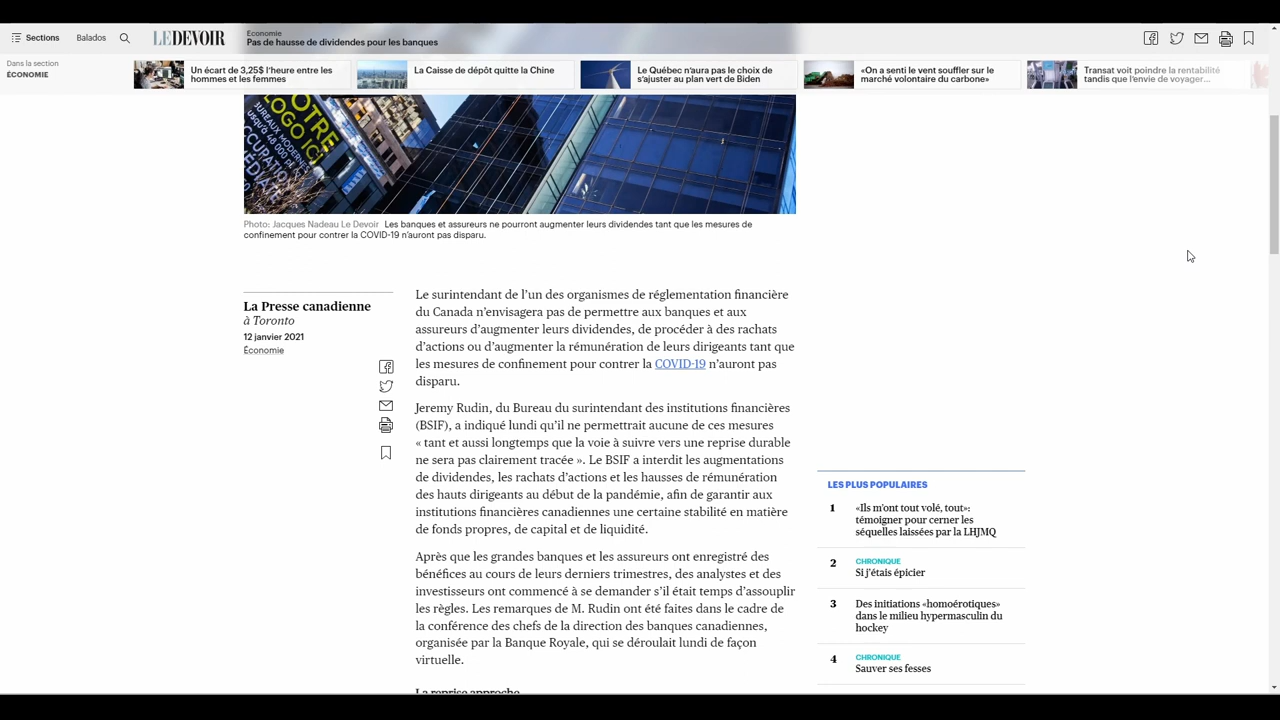 Sections
Balados
LE DEVOIR
Économie
Pas de hausse de dividendes pour les banques
Dans la section
ÉCONOMIE
Un écart de 3,25$ l'heure entre les
hommes et les femmes
La Caisse de dépôt quitte la Chine
Le Québec n'aura pas le choix de
s'ajuster au plan vert de Biden
«On a senti le vent souffler sur le
marché volontaire du carbone»
Transat voit poindre la rentabilité
tandis que l'envie de voyager...
OTRE
LOGO IC
BUREAUX MODERNES
USQU'À 48 000 pi
CCUPATION
MÉDIATE
Photo: Jacques Nadeau Le Devoir Les banques et assureurs ne pourront augmenter leurs dividendes tant que les mesures de
confinement pour contrer la COVID-19 n'auront pas disparu.
La Presse canadienne
à Toronto
12 janvier 2021
Économie
Le surintendant de l'un des organismes de réglementation financière
du Canada n'envisagera pas de permettre aux banques et aux
assureurs d'augmenter leurs dividendes, de procéder à des rachats
d'actions ou d'augmenter la rémunération de leurs dirigeants tant que
les mesures de confinement pour contrer la COVID-19 n'auront pas
disparu.
Jeremy Rudin, du Bureau du surintendant des institutions financières
(BSIF), a indiqué lundi qu'il ne permettrait aucune de ces mesures
« tant et aussi longtemps que la voie à suivre vers une reprise durable
ne sera pas clairement tracée ». Le BSIF a interdit les augmentations
de dividendes, les rachats d'actions et les hausses de rémunération
des hauts dirigeants au début de la pandémie, afin de garantir aux
institutions financières canadiennes une certaine stabilité en matière
de fonds propres, de capital et de liquidité.
Après que les grandes banques et les assureurs ont enregistré des
bénéfices au cours de leurs derniers trimestres, des analystes et des
investisseurs ont commencé à se demander s'il était temps d'assouplir
les règles. Les remarques de M. Rudin ont été faites dans le cadre de
la conférence des chefs de la direction des banques canadiennes,
organisée par la Banque Royale, qui se déroulait lundi de façon
virtuelle.
La reprise approche
LES PLUS POPULAIRES
1
«Ils m'ont tout volé, tout»:
témoigner pour cerner les
séquelles laissées par la LHJMQ
2
CHRONIQUE
Si j'étais épicier
3
Des initiations «homoérotiques»
dans le milieu hypermasculin du
hockey
4
CHRONIQUE
Sauver ses fesses